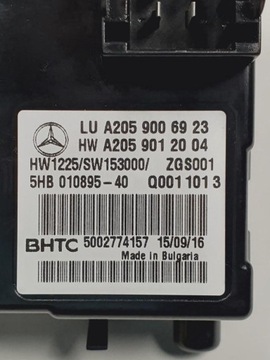 LU A205 900 69 23
HW A205 901 20 04
HW1225/SW153000/ ZGS001
5HB 010895-40 Q001 101 3
BHTC 5002774157 15/09/16
Made in Bulgaria